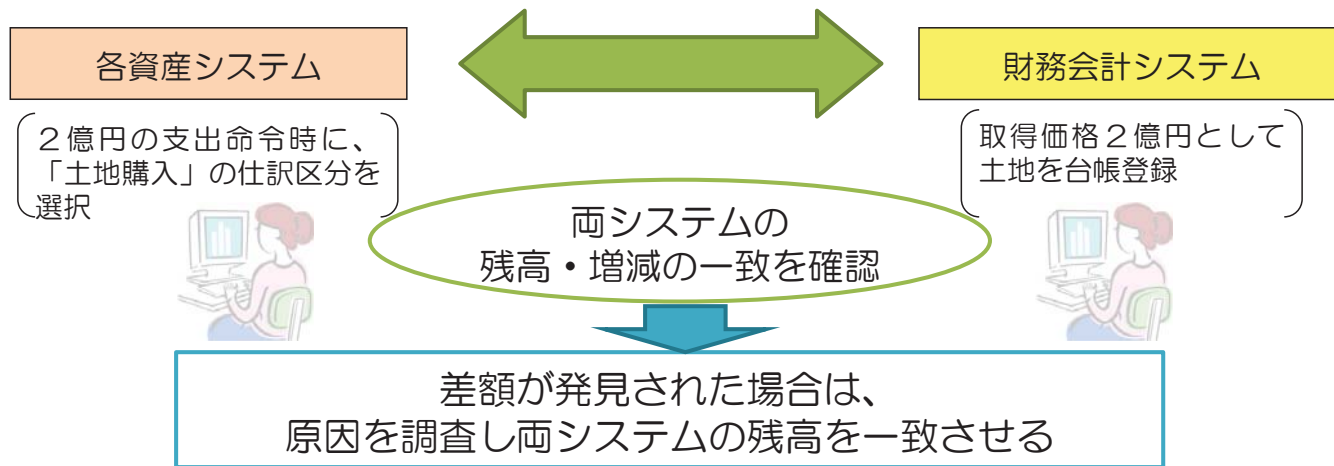 各資産システム
財務会計システム
２億円の支出命令時に、
「土地購入」の仕訳区分を
選択
取得価格２億円として
土地を台帳登録
両システムの
残高・増減の一致を確認
差額が発見された場合は、
原因を調査し両システムの残高を一致させる